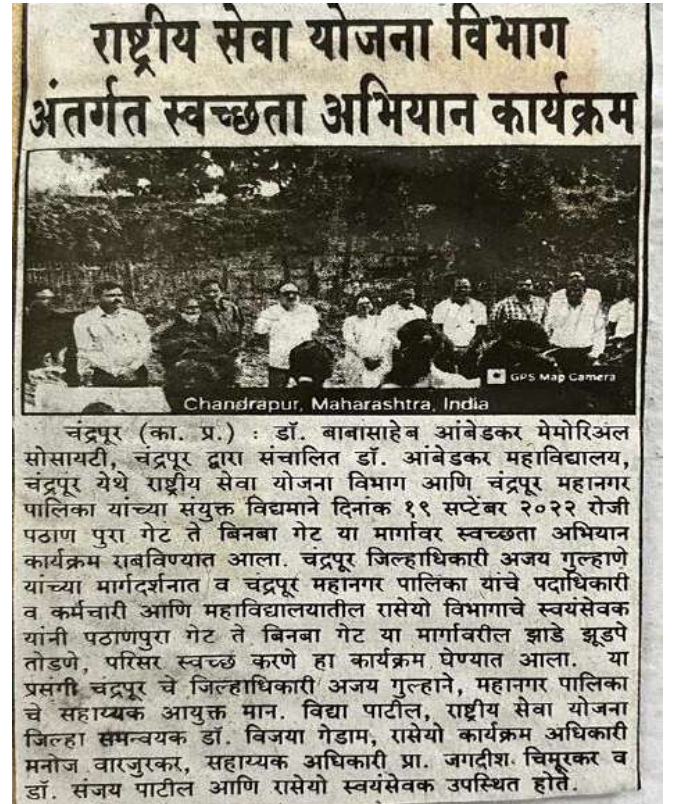 राष्ट्रीय सेवा योजना विभाग
अंतर्गत स्वच्छता अभियान कार्यक्रम
GPS Map Camera
Chandrapur, Maharashtra, India
चंद्रपूर (का. प्र.) : डॉ. बाबासाहेब आंबेडकर मेमोरिअल
सोसायटी, चंद्रपूर द्वारा संचालित डॉ. आंबेडकर महाविद्यालय,
चंद्रपूर येथे राष्ट्रीय सेवा योजना विभाग आणि चंद्रपूर महानगर
पालिका यांच्या संयुक्त विद्यमाने दिनांक १९ सप्टेंबर २०२२ रोजी
पठाण पुरा गेट ते बिनबा गेट या मार्गावर स्वच्छता अभियान
कार्यक्रम राबविण्यात आला. चंद्रपूर जिल्हाधिकारी अजय गुल्हाणे
यांच्या मार्गदर्शनात व चंद्रपूर महानगर पालिका यांचे पदाधिकारी
व कर्मचारी आणि महाविद्यालयातील रासेयो विभागाचे स्वयंसेवक
यांनी पठाणपुरा गेट ते बिनबा गेट या मार्गावरील झाडे झूडपे
तोडणे, परिसर स्वच्छ करणे हा कार्यक्रम घेण्यात आला. या
प्रसंगी चंद्रपूर चे जिल्हाधिकारी अजय गुल्हाने, महानगर पालिका
चे सहाय्यक आयुक्त मान. विद्या पाटील, राष्ट्रीय सेवा योजना
जिल्हा समन्वयक डॉ. विजया गेडाम, रासेयो कार्यक्रम अधिकारी
मनोज वारजुरकर, सहाय्यक अधिकारी प्रा. जगदीश चिमूरकर व
डॉ. संजय पाटील आणि रासेयो स्वयंसेवक उपस्थित होते.